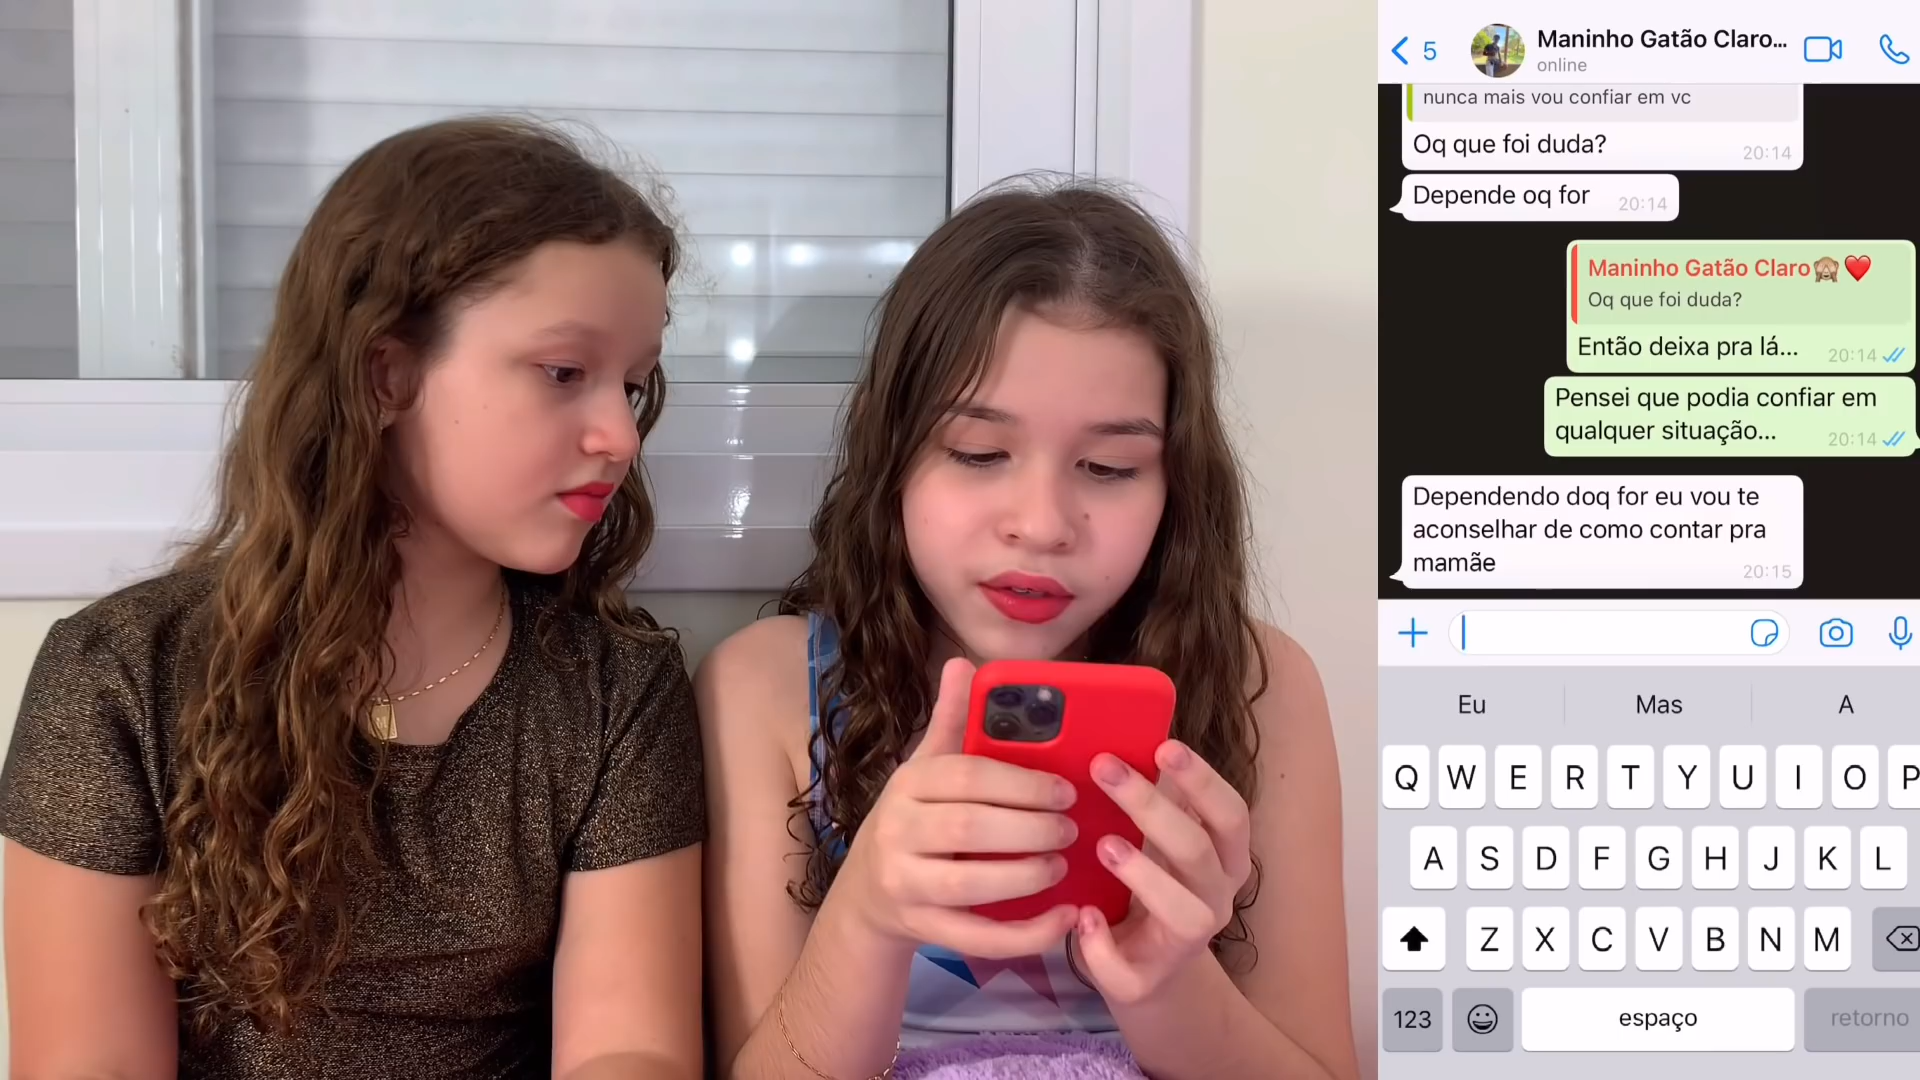 5
Maninho Gatão Claro...
online
nunca mais vou confiar em vc
Oq que foi duda?
20:14
Depende oq for
20:14
Maninho Gatão Claro🙈❤️
Oq que foi duda?
Então deixa pra lá...
20:14
Pensei que podia confiar em
qualquer situação...
20:14
Dependendo doq for eu vou te
aconselhar de como contar pra
mamãe
20:15
Eu Mas A
Q W E R T Y U I O P
A S D F G H J K L
Z X C V B N M
123 espaço retorno